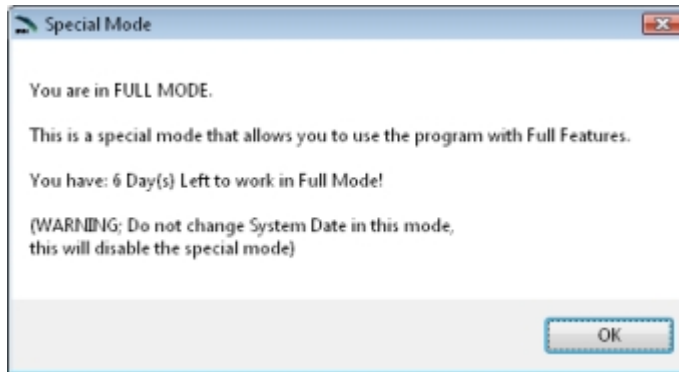 Special Mode
You are in FULL MODE.
This is a special mode that allows you to use the program with Full Features.
You have: 6 Day(s) Left to work in Full Mode!
(WARNING; Do not change System Date in this mode,
this will disable the special mode)
OK